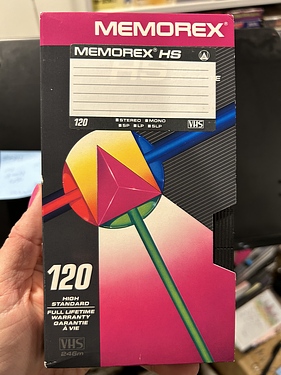 MEMOREX®
MEMOREX® HS
120
STEREO MONO
SP LP SLP
VHS
120
HIGH
STANDARD
FULL LIFETIME
WARRANTY
GARANTIE
À VIE
VHS
246m